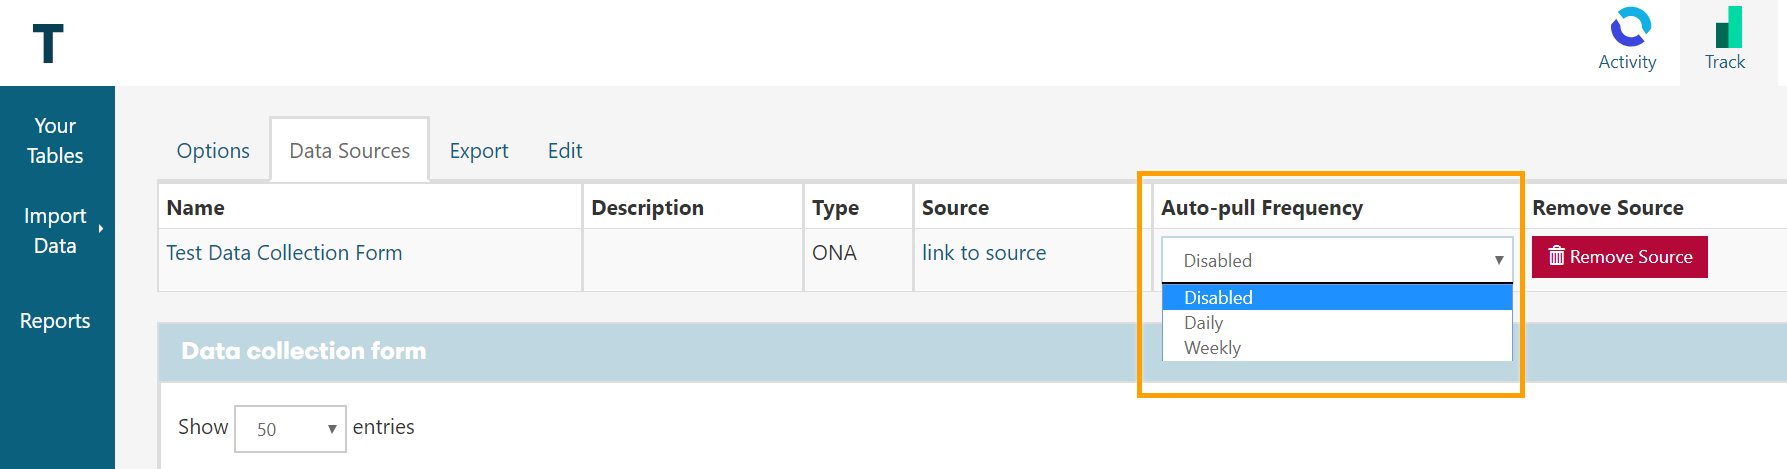 T
Activity
Track
Your
Tables
Import
Data
Reports
Options Data Sources Export Edit
Name Description Type Source Auto-pull Frequency Remove Source
Test Data Collection Form ONA link to source Disabled Remove Source
Disabled
Daily
Weekly
Data collection form
Show 50 entries